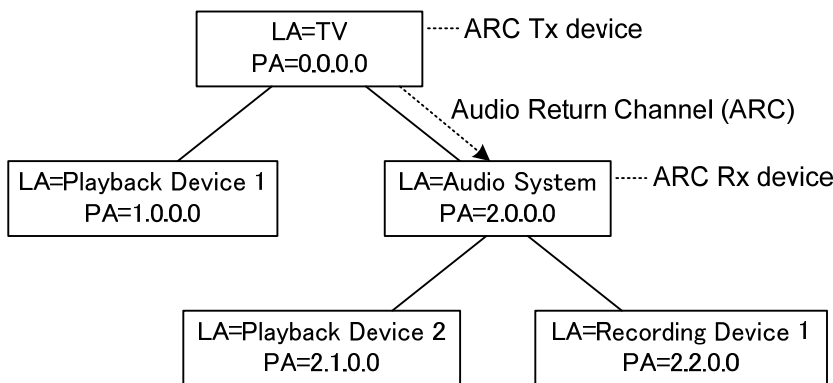 LA=TV
PA=0.0.0.0
ARC Tx device
Audio Return Channel (ARC)
LA=Playback Device 1
PA=1.0.0.0
LA=Audio System
PA=2.0.0.0
ARC Rx device
LA=Playback Device 2
PA=2.1.0.0
LA=Recording Device 1
PA=2.2.0.0